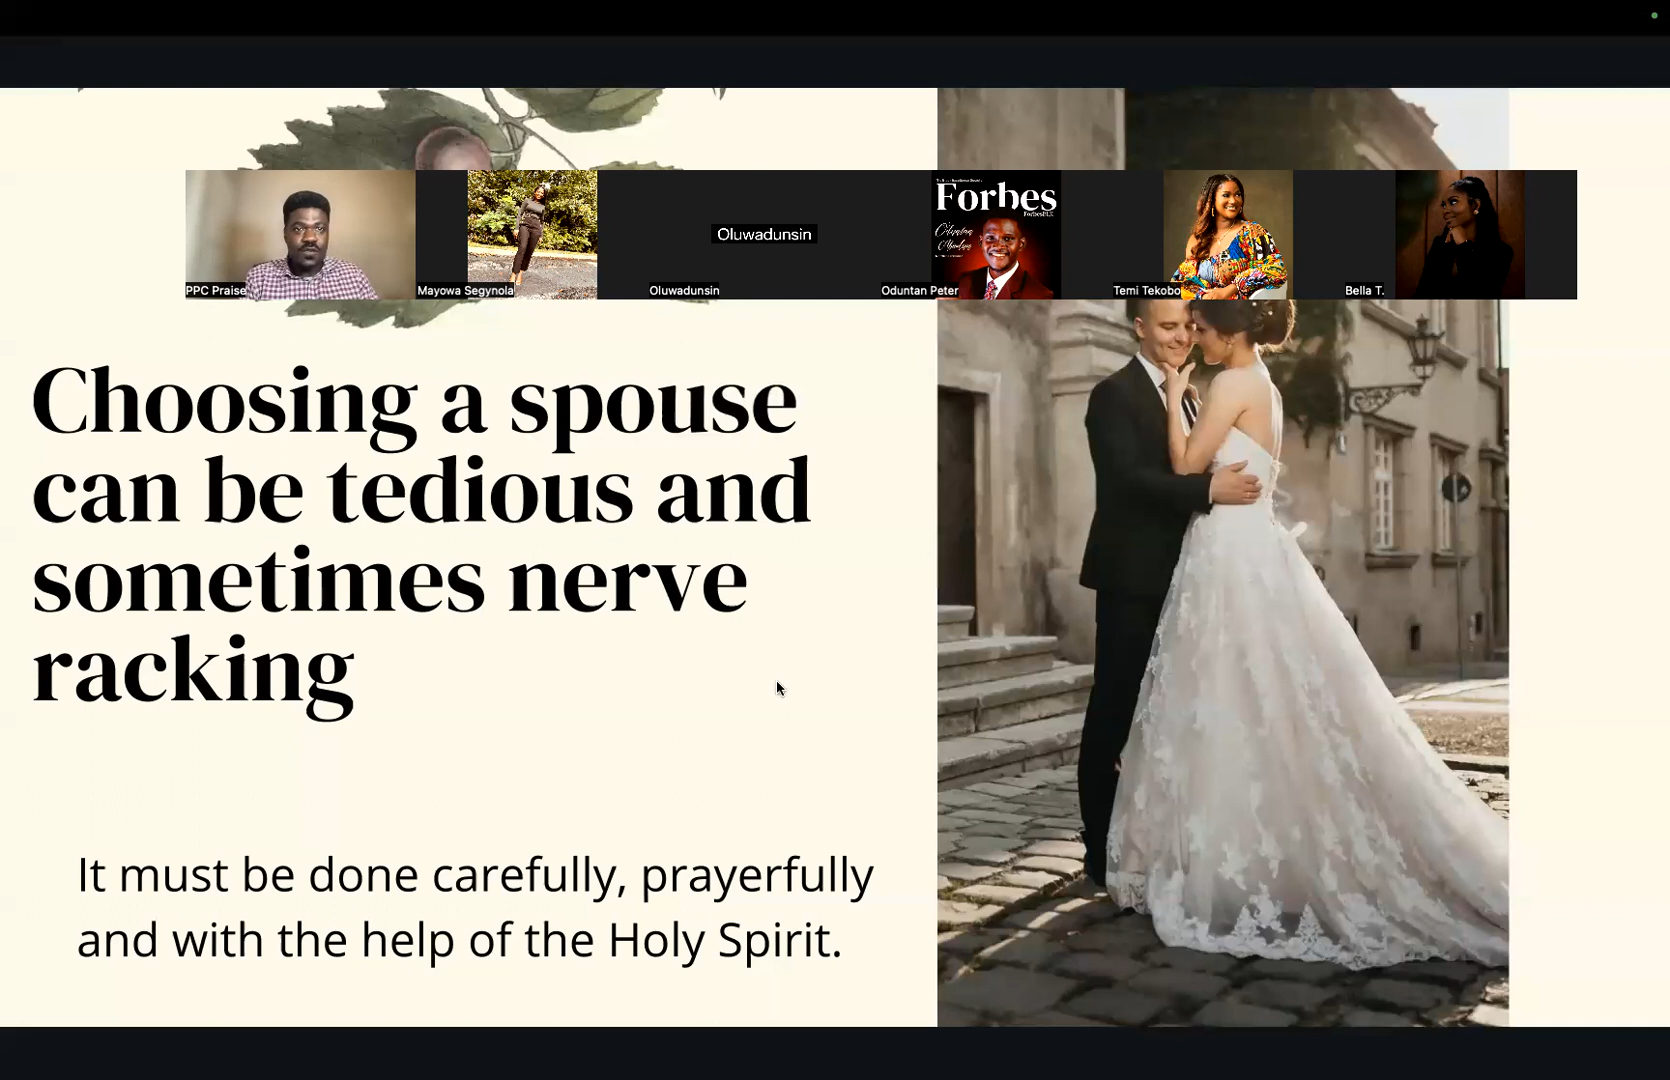 Oluwadunsin
Forbes
ForbesBLK
PPC Praise
Mayowa Segynola
Oluwadunsin
Oduntan Peter
Temi Tekobo
Bella T.
Choosing a spouse
can be tedious and
sometimes nerve
racking
It must be done carefully, prayerfully
and with the help of the Holy Spirit.